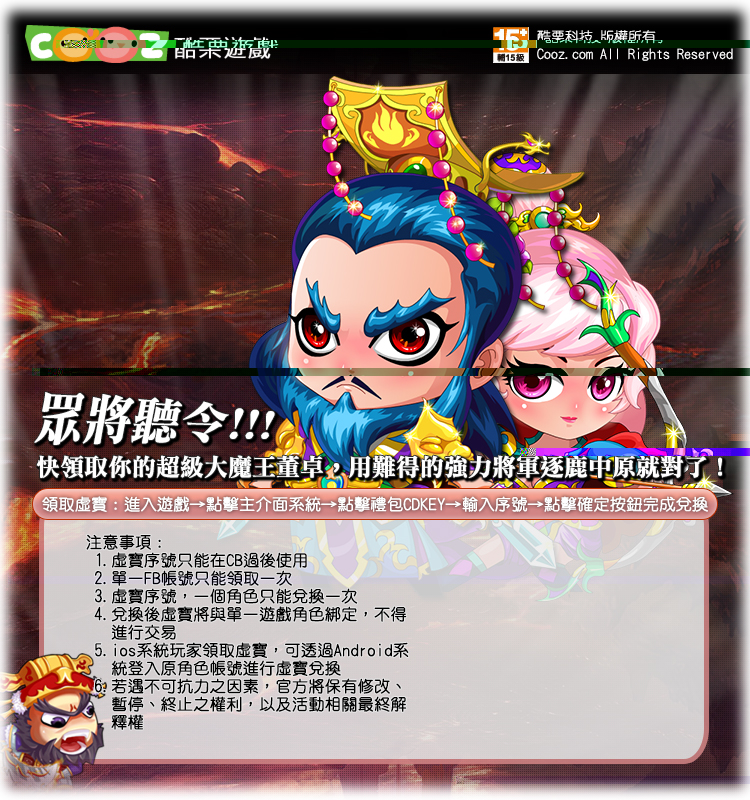 COOZ 酷栗遊戲
15+
輔15級
酷栗科技 版權所有
Cooz.com All Rights Reserved
眾將聽令!!!
快領取你的超級大魔王董卓，用難得的強力將軍逐鹿中原就對了！
領取虛寶：進入遊戲→點擊主介面系統→點擊禮包CDKEY→輸入序號→點擊確定按鈕完成兌換
注意事項：
1. 虛寶序號只能在CB過後使用
2. 單一FB帳號只能領取一次
3. 虛寶序號，一個角色只能兌換一次
4. 兌換後虛寶將與單一遊戲角色綁定，不得
進行交易
5. ios系統玩家領取虛寶，可透過Android系
統登入原角色帳號進行虛寶兌換
6. 若遇不可抗力之因素，官方將保有修改、
暫停、終止之權利，以及活動相關最終解
釋權